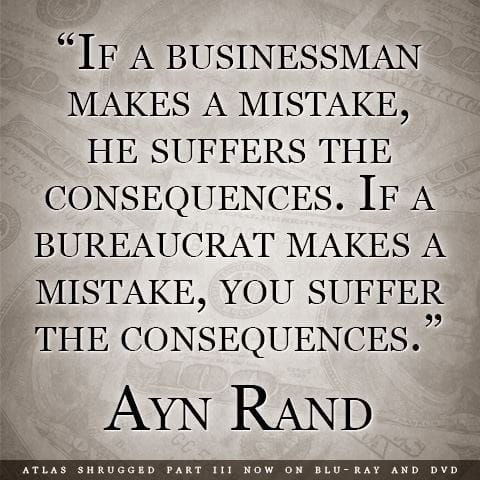 “If a businessman
makes a mistake,
he suffers the
consequences. If a
bureaucrat makes a
mistake, you suffer
the consequences.”
Ayn Rand
ATLAS SHRUGGED PART III NOW ON BLU-RAY AND DVD